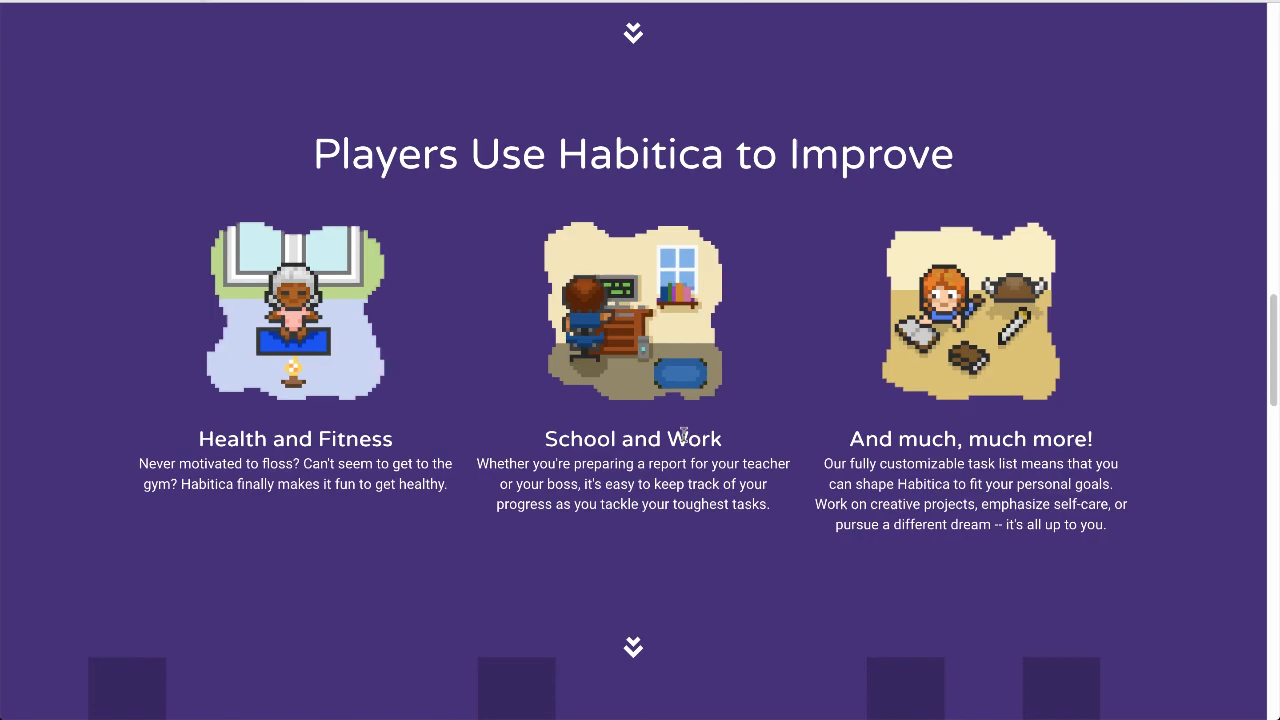 Players Use Habitica to Improve
Health and Fitness
Never motivated to floss? Can't seem to get to the
gym? Habitica finally makes it fun to get healthy.
School and Work
Whether you're preparing a report for your teacher
or your boss, it's easy to keep track of your
progress as you tackle your toughest tasks.
And much, much more!
Our fully customizable task list means that you
can shape Habitica to fit your personal goals.
Work on creative projects, emphasize self-care, or
pursue a different dream -- it's all up to you.